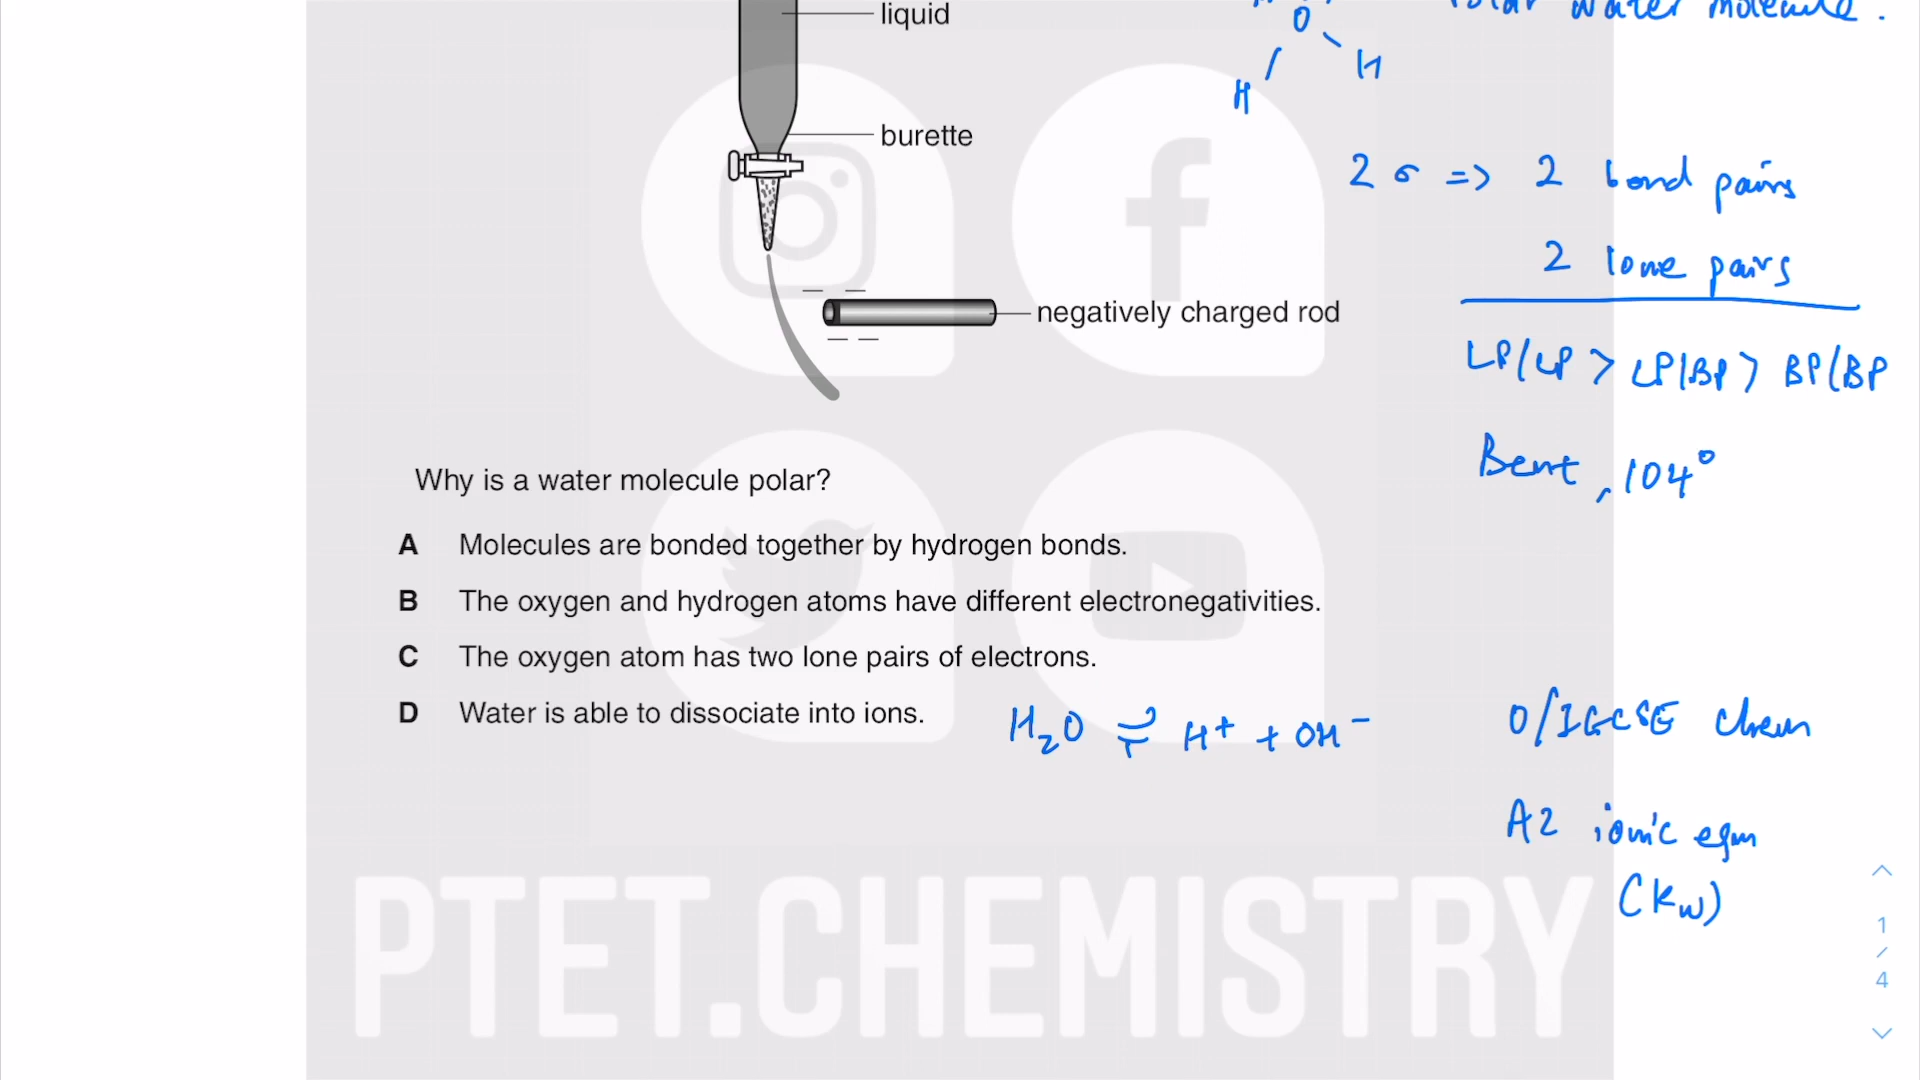 liquid
polar water molecule.
O
H
H
burette
2 σ => 2 bond pairs
2 lone pairs
negatively charged rod
LP/LP > LP/BP > BP/BP
Bent, 104°
Why is a water molecule polar?
A Molecules are bonded together by hydrogen bonds.
B The oxygen and hydrogen atoms have different electronegativities.
C The oxygen atom has two lone pairs of electrons.
D Water is able to dissociate into ions.
H₂O ⇌ H⁺ + OH⁻
O/IGCSE chem
A2 ionic eqm
(Kw)
1
/
4
PTET.CHEMISTRY